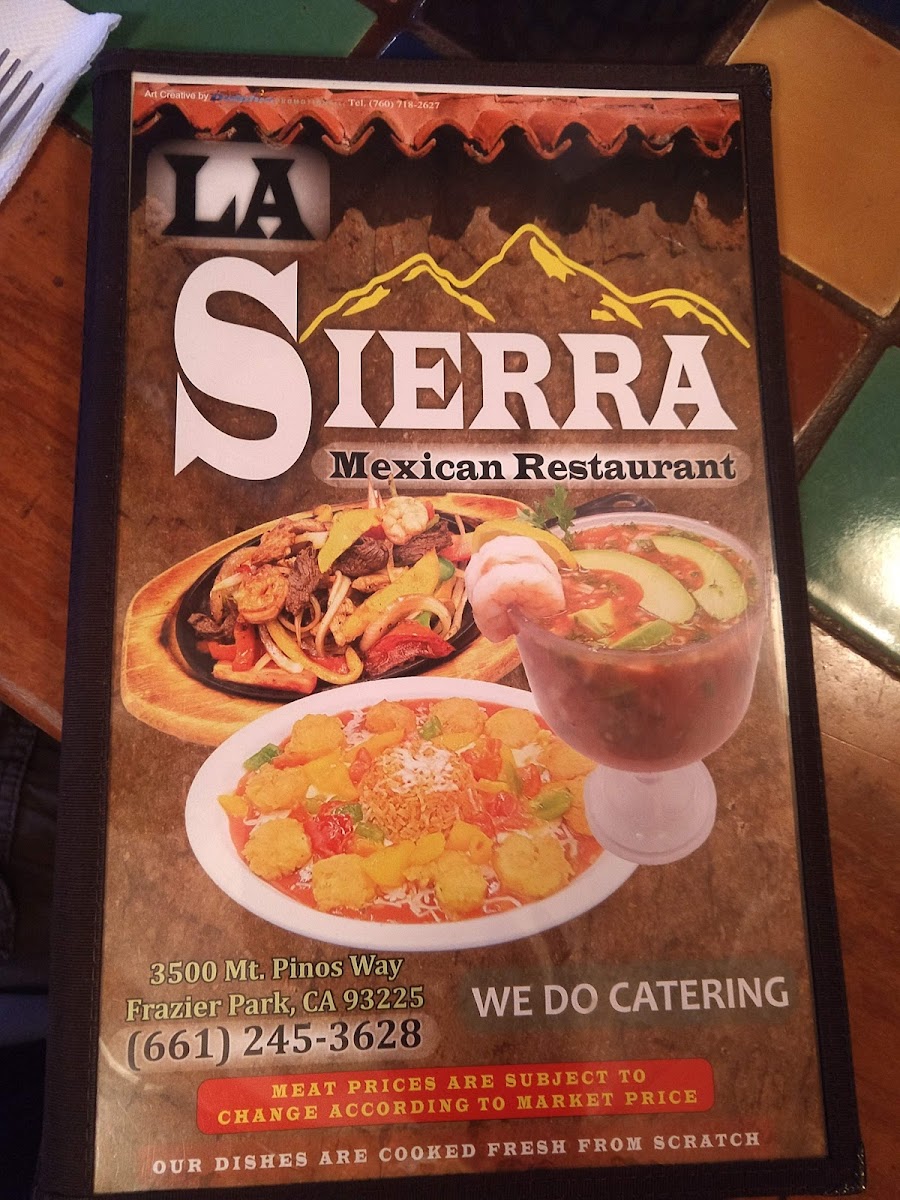 Art Creative by Tel. (760) 718-2627
LA
SIERRA
Mexican Restaurant
3500 Mt. Pinos Way
Frazier Park, CA 93225
(661) 245-3628
WE DO CATERING
MEAT PRICES ARE SUBJECT TO
CHANGE ACCORDING TO MARKET PRICE
OUR DISHES ARE COOKED FRESH FROM SCRATCH